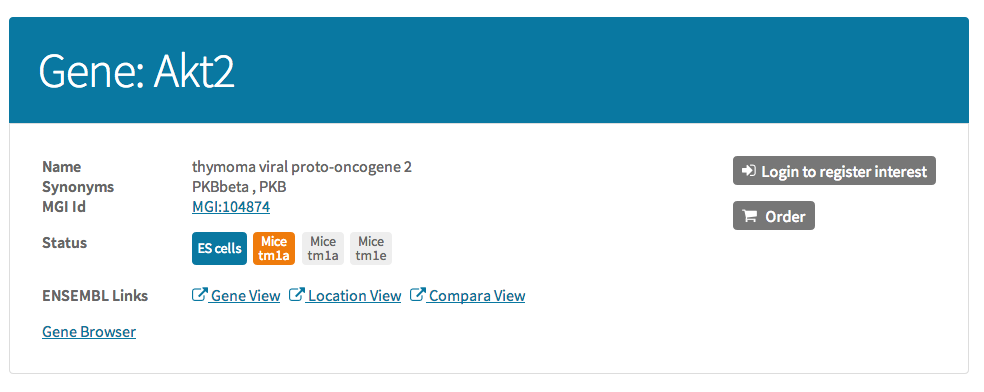 Gene: Akt2
Name thymoma viral proto-oncogene 2
Synonyms PKBbeta , PKB
MGI Id MGI:104874
Status ES cells Mice tm1a Mice tm1a Mice tm1e
ENSEMBL Links Gene View Location View Compara View
Gene Browser
Login to register interest
Order